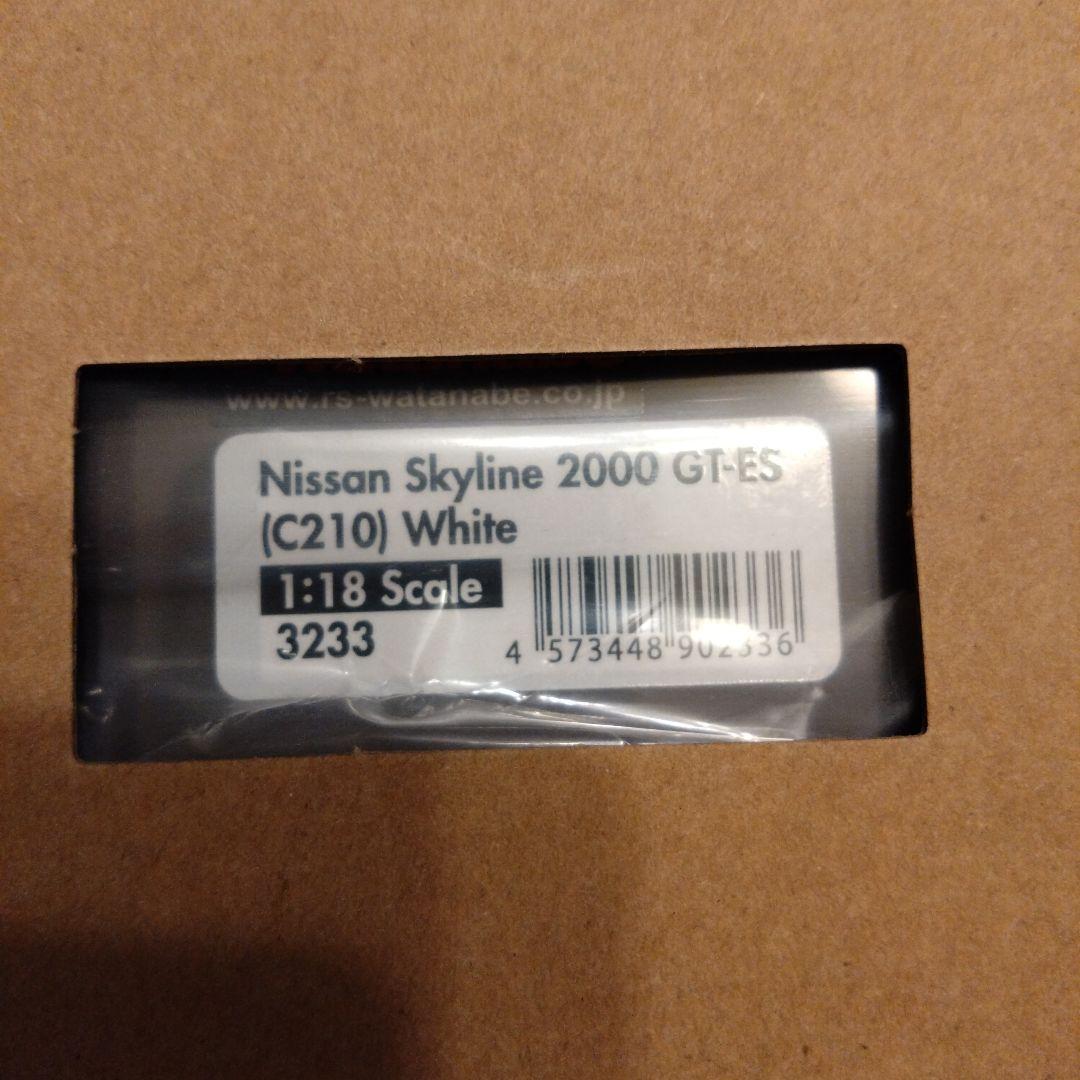 www.rs-watanabe.co.jp
Nissan Skyline 2000 GT-ES
(C210) White
1:18 Scale
3233
4 573448 902336